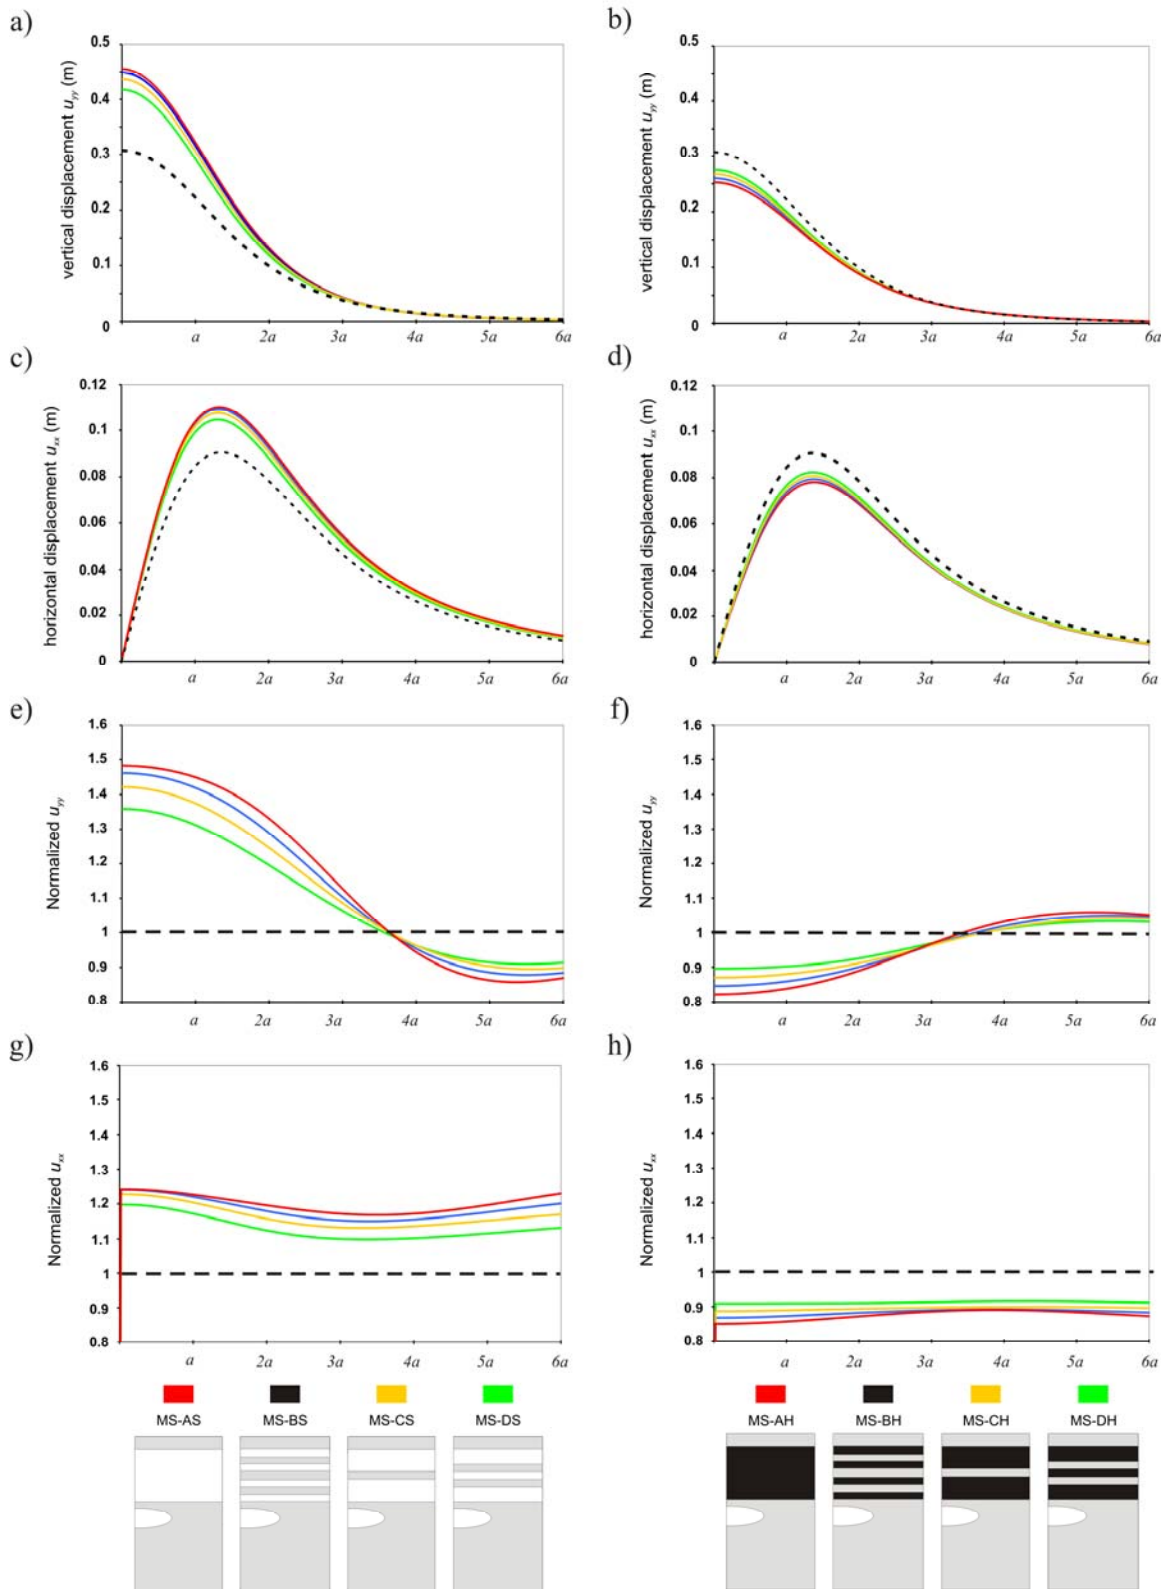 a)
vertical displacement u_yy (m)
0.5
0.4
0.3
0.2
0.1
0
a 2a 3a 4a 5a 6a
b)
vertical displacement u_yy (m)
0.5
0.4
0.3
0.2
0.1
0
a 2a 3a 4a 5a 6a
c)
horizontal displacement u_xx (m)
0.12
0.1
0.08
0.06
0.04
0.02
0
a 2a 3a 4a 5a 6a
d)
horizontal displacement u_xx (m)
0.12
0.1
0.08
0.06
0.04
0.02
0
a 2a 3a 4a 5a 6a
e)
Normalized u_yy
1.6
1.5
1.4
1.3
1.2
1.1
1
0.9
0.8
a 2a 3a 4a 5a 6a
f)
Normalized u_yy
1.6
1.5
1.4
1.3
1.2
1.1
1
0.9
0.8
a 2a 3a 4a 5a 6a
g)
Normalized u_xx
1.6
1.5
1.4
1.3
1.2
1.1
1
0.9
0.8
a 2a 3a 4a 5a 6a
h)
Normalized u_xx
1.6
1.5
1.4
1.3
1.2
1.1
1
0.9
0.8
a 2a 3a 4a 5a 6a
MS-AS MS-BS MS-CS MS-DS
MS-AH MS-BH MS-CH MS-DH